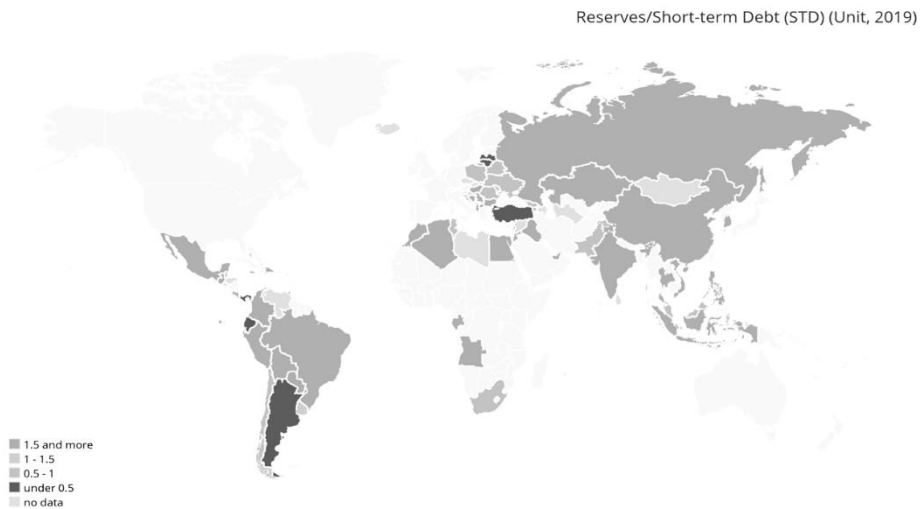 Reserves/Short-term Debt (STD) (Unit, 2019)
1.5 and more
1 - 1.5
0.5 - 1
under 0.5
no data